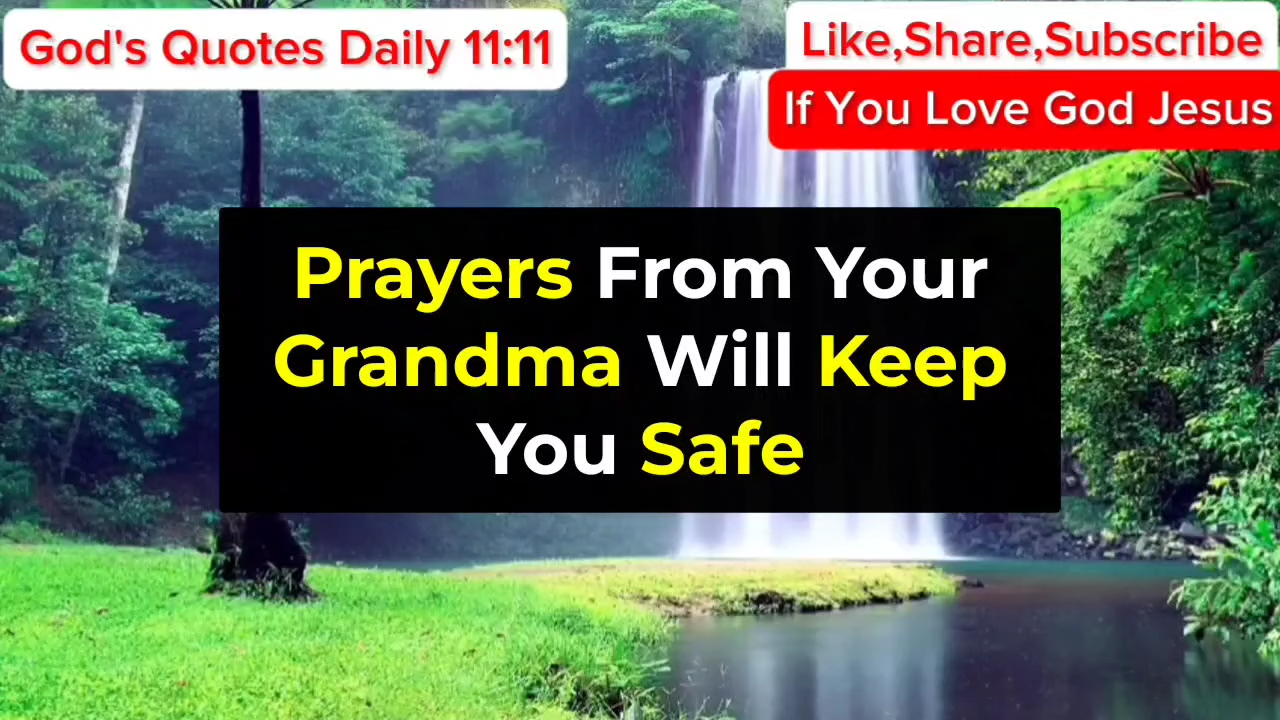 God's Quotes Daily 11:11
Like,Share,Subscribe
If You Love God Jesus
Prayers From Your
Grandma Will Keep
You Safe